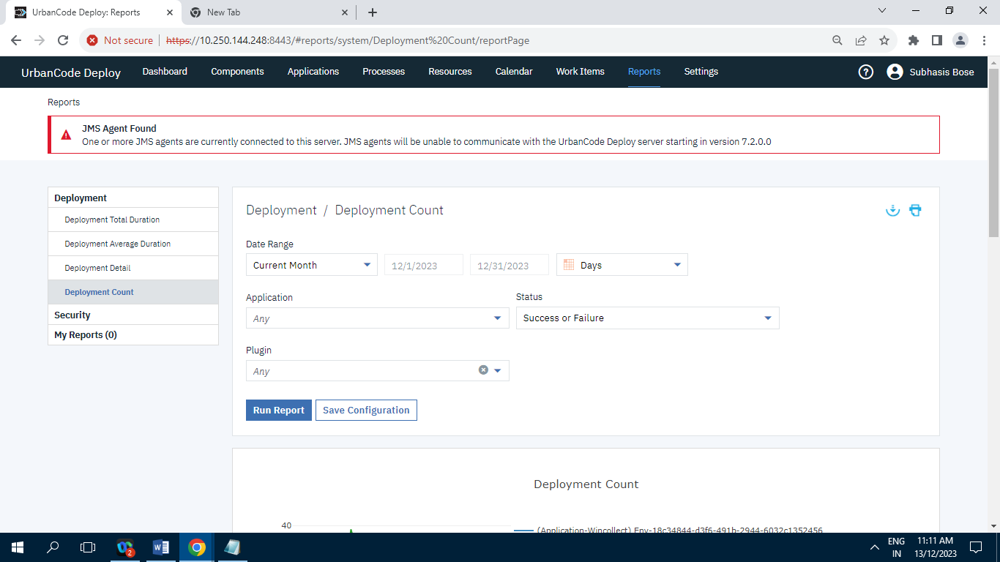 UrbanCode Deploy: Reports
New Tab
Not secure https://10.250.144.248:8443/#reports/system/Deployment%20Count/reportPage
UrbanCode Deploy Dashboard Components Applications Processes Resources Calendar Work Items Reports Settings Subhasis Bose
Reports
JMS Agent Found
One or more JMS agents are currently connected to this server. JMS agents will be unable to communicate with the UrbanCode Deploy server starting in version 7.2.0.0
Deployment
Deployment Total Duration
Deployment Average Duration
Deployment Detail
Deployment Count
Security
My Reports (0)
Deployment / Deployment Count
Date Range
Current Month 12/1/2023 12/31/2023 Days
Application Status
Any Success or Failure
Plugin
Any
Run Report Save Configuration
Deployment Count
40 (Application-Wincollect) Env-18c34844-d3f6-491b-2944-6032c1352456
2
ENG 11:11 AM
IN 13/12/2023